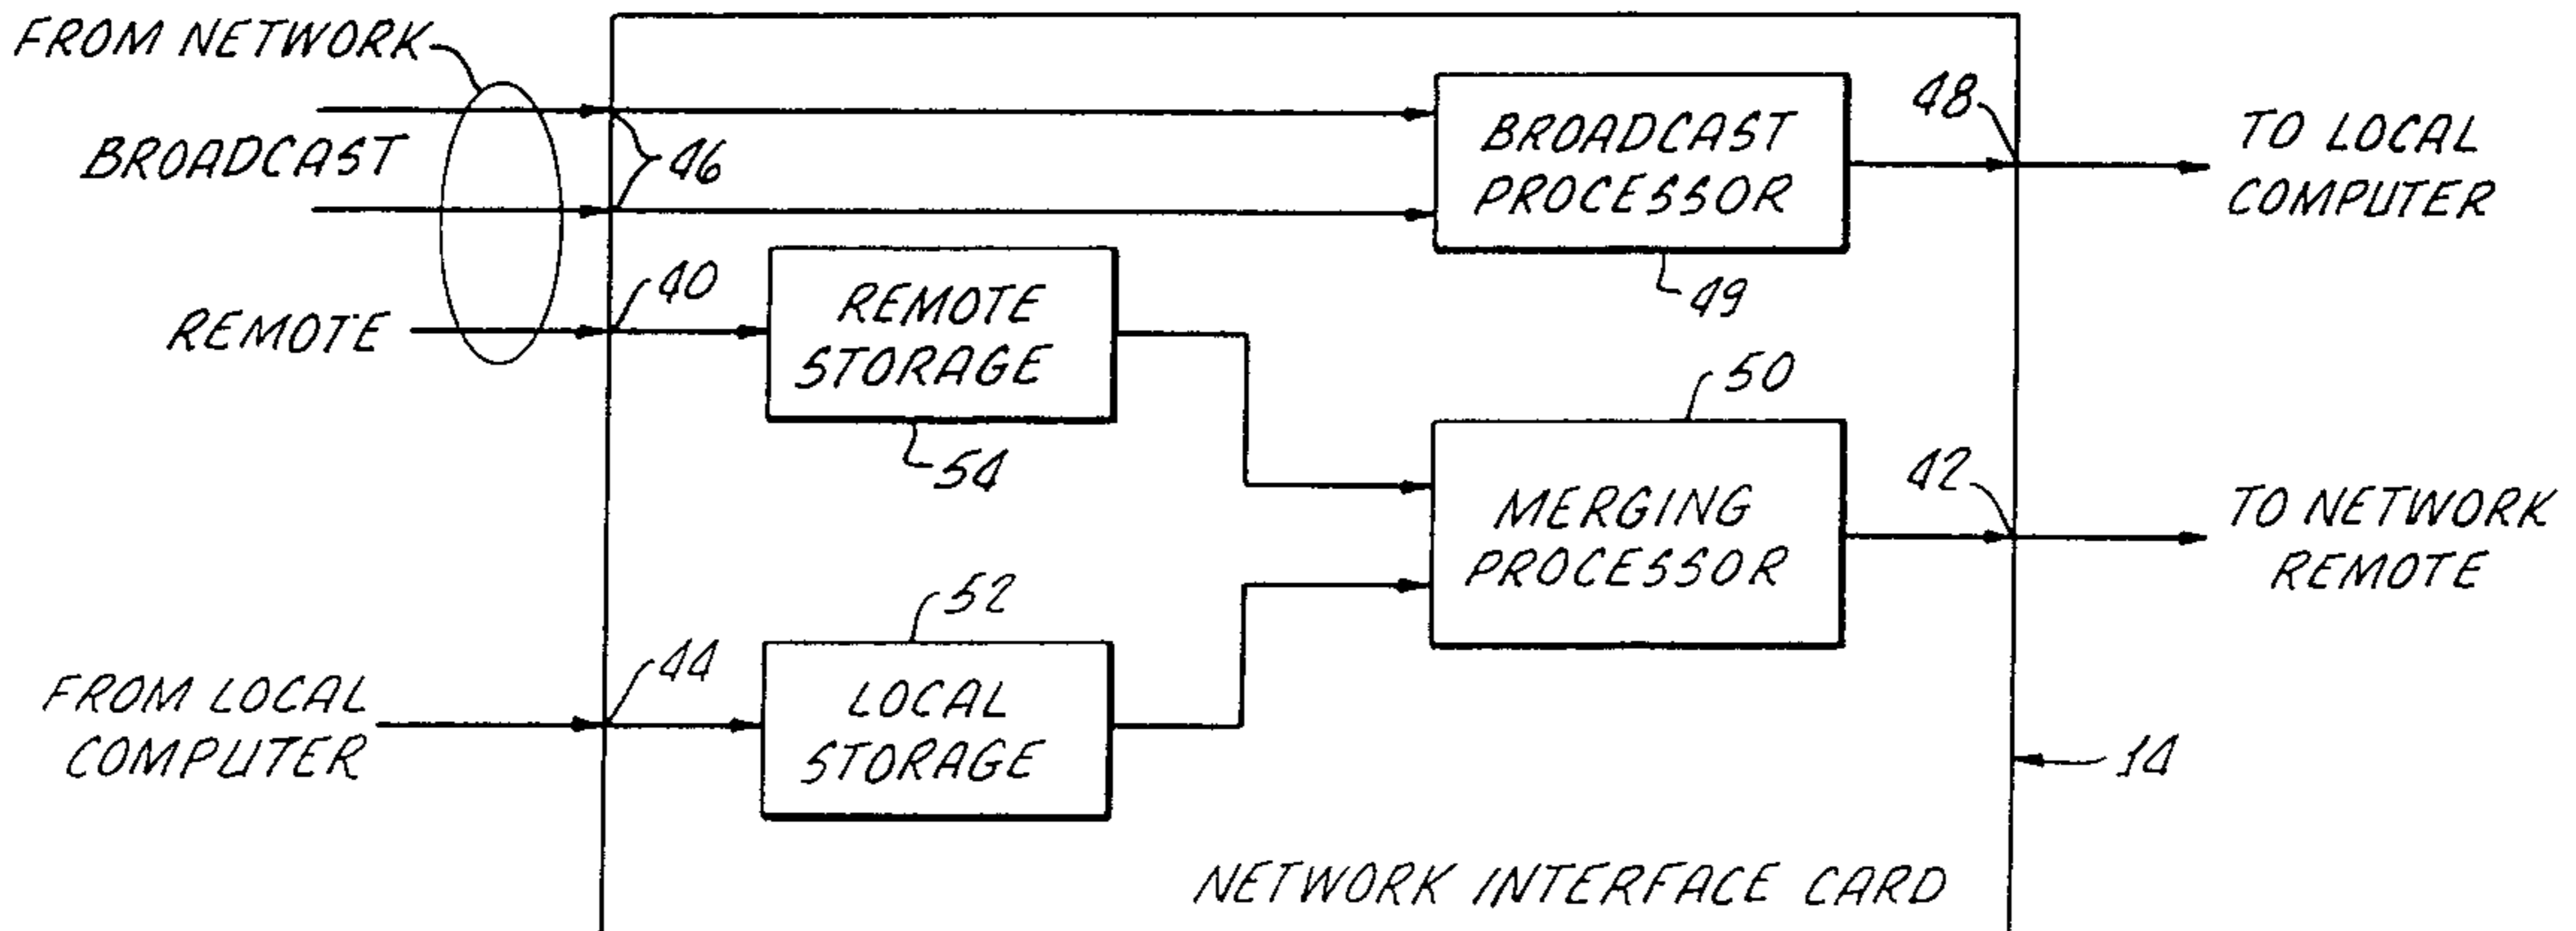 FROM NETWORK
BROADCAST
46
BROADCAST
PROCESSOR
49
48
TO LOCAL
COMPUTER
REMOTE
40
REMOTE
STORAGE
54
50
MERGING
PROCESSOR
42
TO NETWORK
REMOTE
FROM LOCAL
COMPUTER
44
52
LOCAL
STORAGE
14
NETWORK INTERFACE CARD